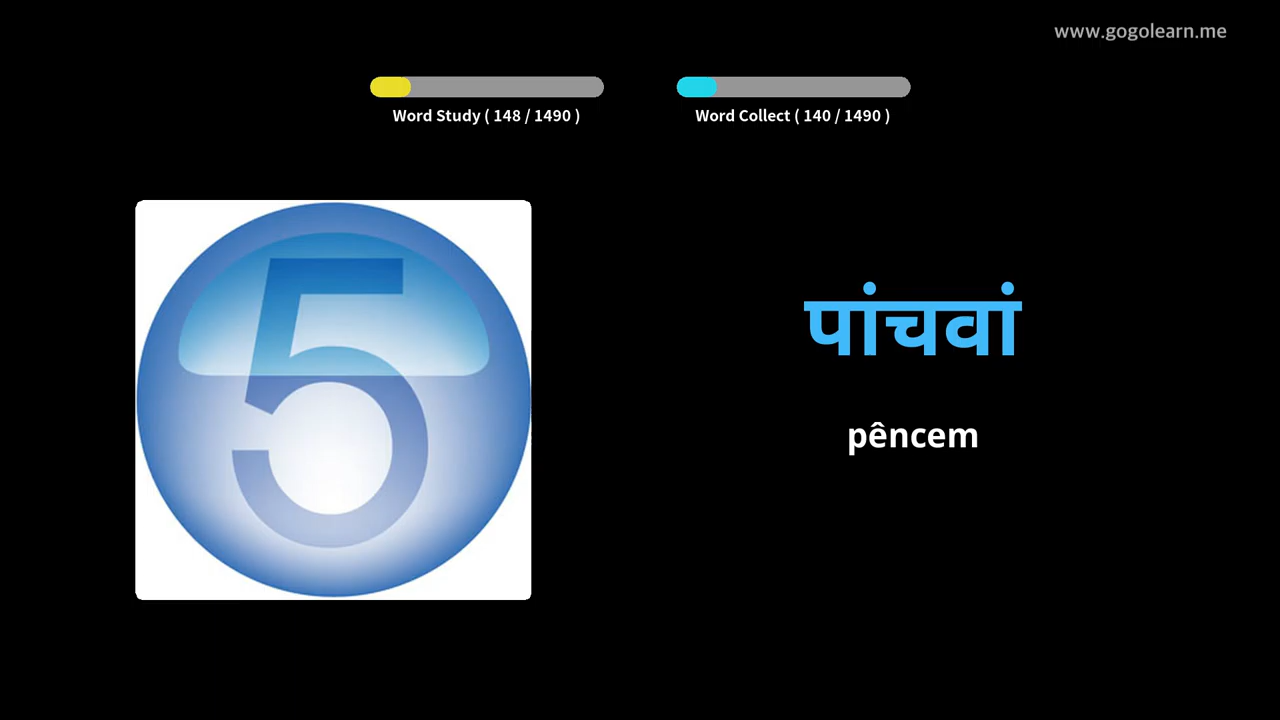 www.gogolearn.me
Word Study ( 148 / 1490 )
Word Collect ( 140 / 1490 )
5
पांचवां
pêncem